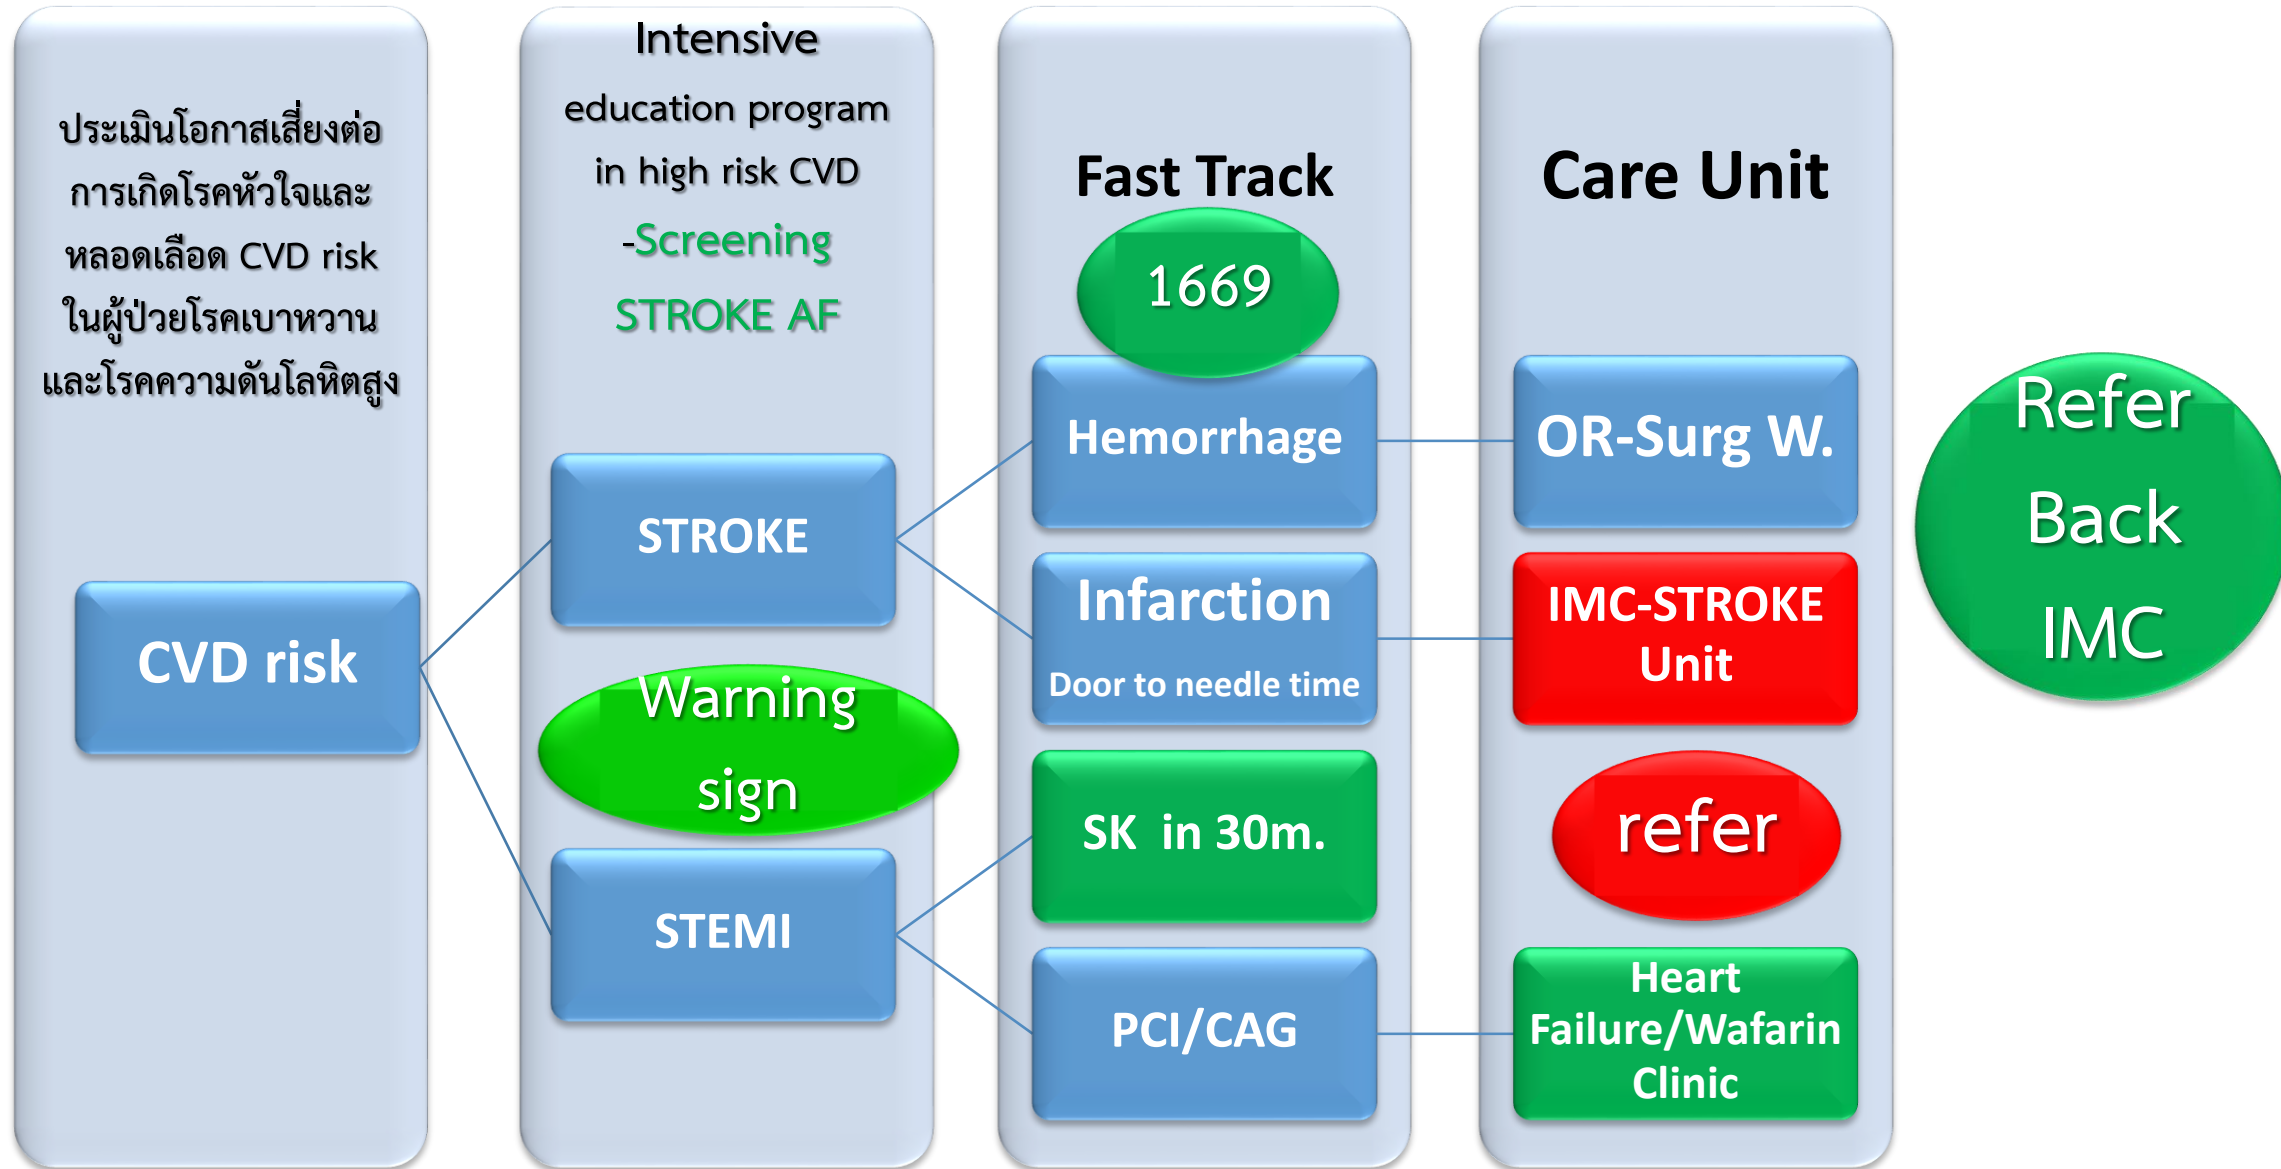 ประเมินโอกาสเสี่ยงต่อ
การเกิดโรคหัวใจและ
หลอดเลือด CVD risk
ในผู้ป่วยโรคเบาหวาน
และโรคความดันโลหิตสูง
CVD risk
Intensive
education program
in high risk CVD
-Screening
STROKE AF
STROKE
Warning
sign
STEMI
Fast Track
1669
Hemorrhage
Infarction
Door to needle time
SK in 30m.
PCI/CAG
Care Unit
OR-Surg W.
IMC-STROKE
Unit
refer
Heart
Failure/Wafarin
Clinic
Refer
Back
IMC